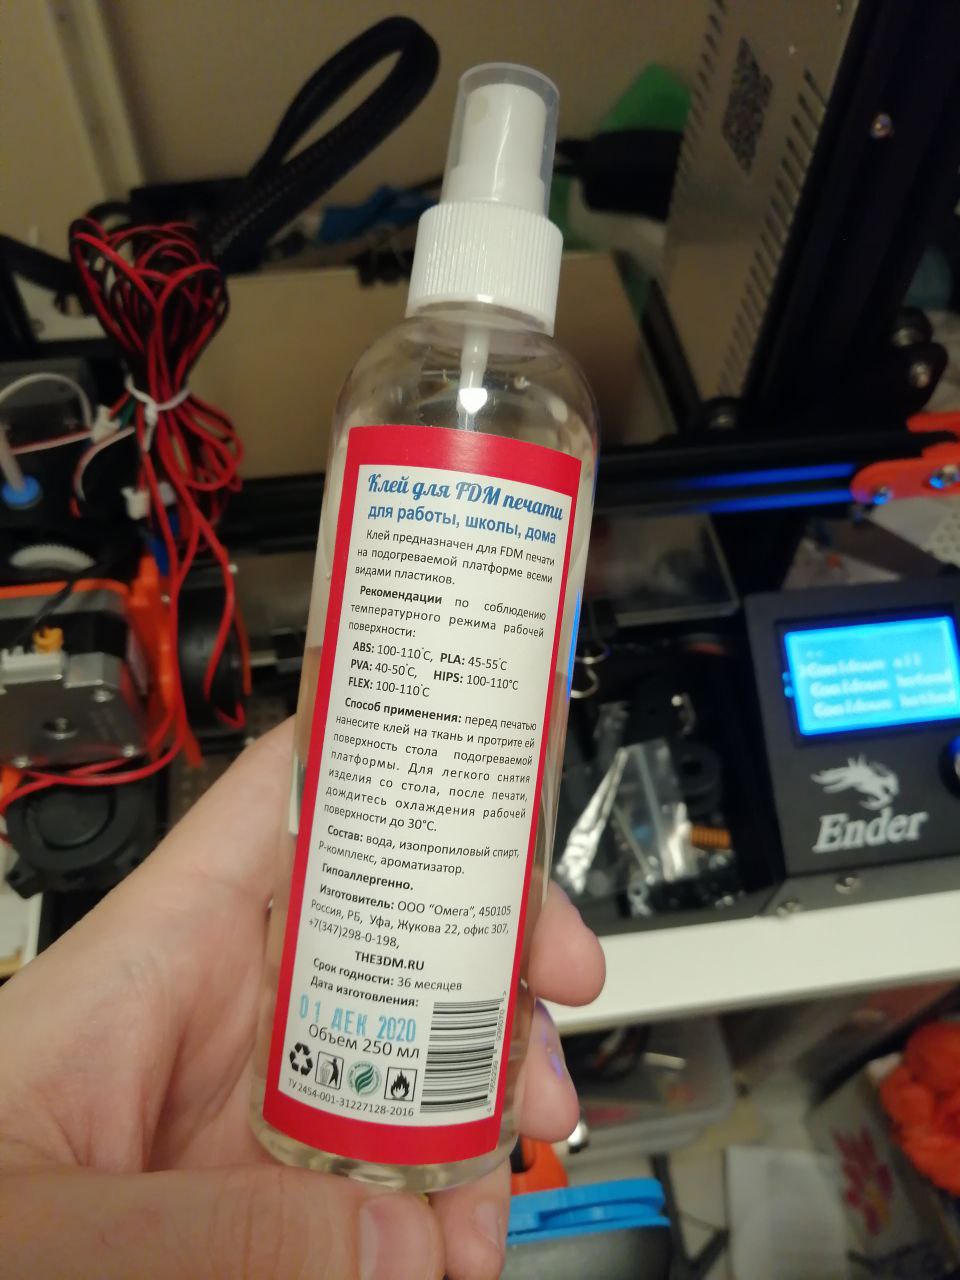 Клей для FDM печати
для работы, школы, дома
Клей предназначен для FDM печати
на подогреваемой платформе всеми
видами пластиков.
Рекомендации по соблюдению
температурного режима рабочей
поверхности:
ABS: 100-110°C, PLA: 45-55°C
PVA: 40-50°C, HIPS: 100-110°C
FLEX: 100-110°C
Способ применения: перед печатью
нанесите клей на ткань и протрите ей
поверхность стола подогреваемой
платформы. Для легкого снятия
изделия со стола, после печати,
дождитесь охлаждения рабочей
поверхности до 30°C.
Состав: вода, изопропиловый спирт,
Р-комплекс, ароматизатор.
Гипоаллергенно.
Изготовитель: ООО "Омега", 450105
Россия, РБ, Уфа, Жукова 22, офис 307,
+7(347)298-0-198,
THE3DM.RU
Срок годности: 36 месяцев
Дата изготовления:
01 ДЕК 2020
Объем 250 мл
ТУ 2454-001-31227128-2016
Cooldown all
Cooldown
Cooldown
Ender